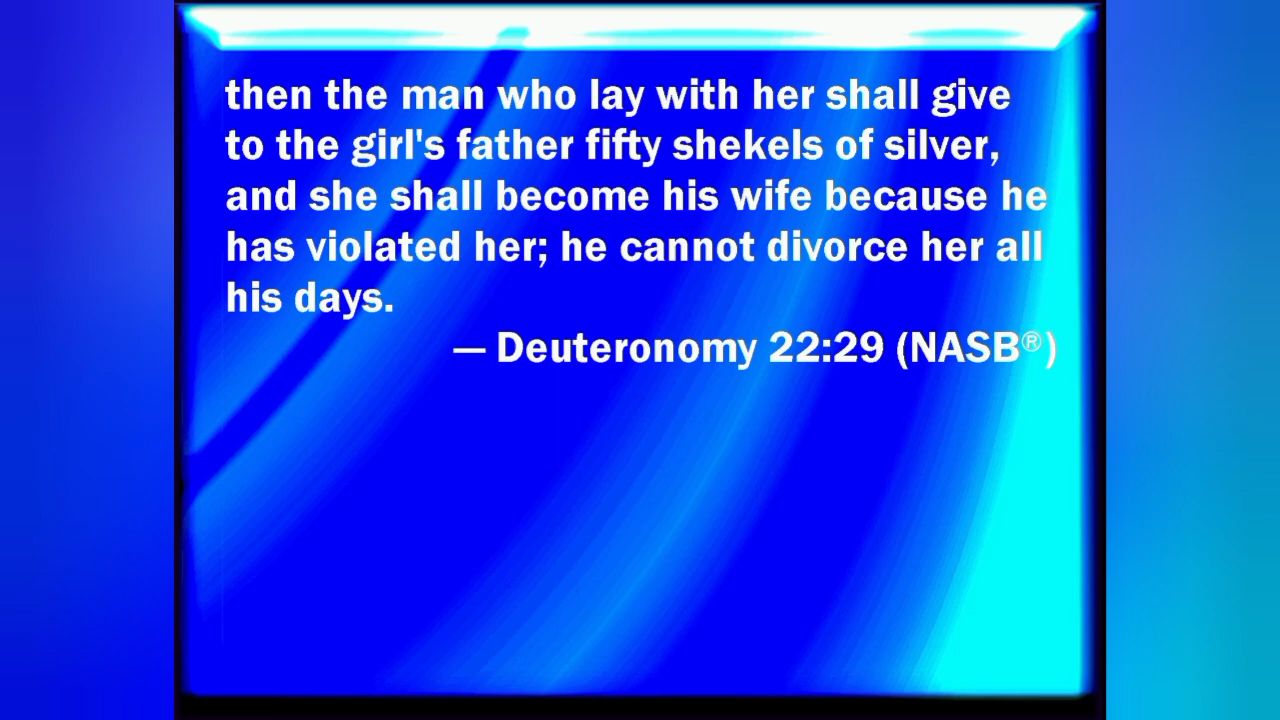 then the man who lay with her shall give
to the girl's father fifty shekels of silver,
and she shall become his wife because he
has violated her; he cannot divorce her all
his days.
— Deuteronomy 22:29 (NASB®)